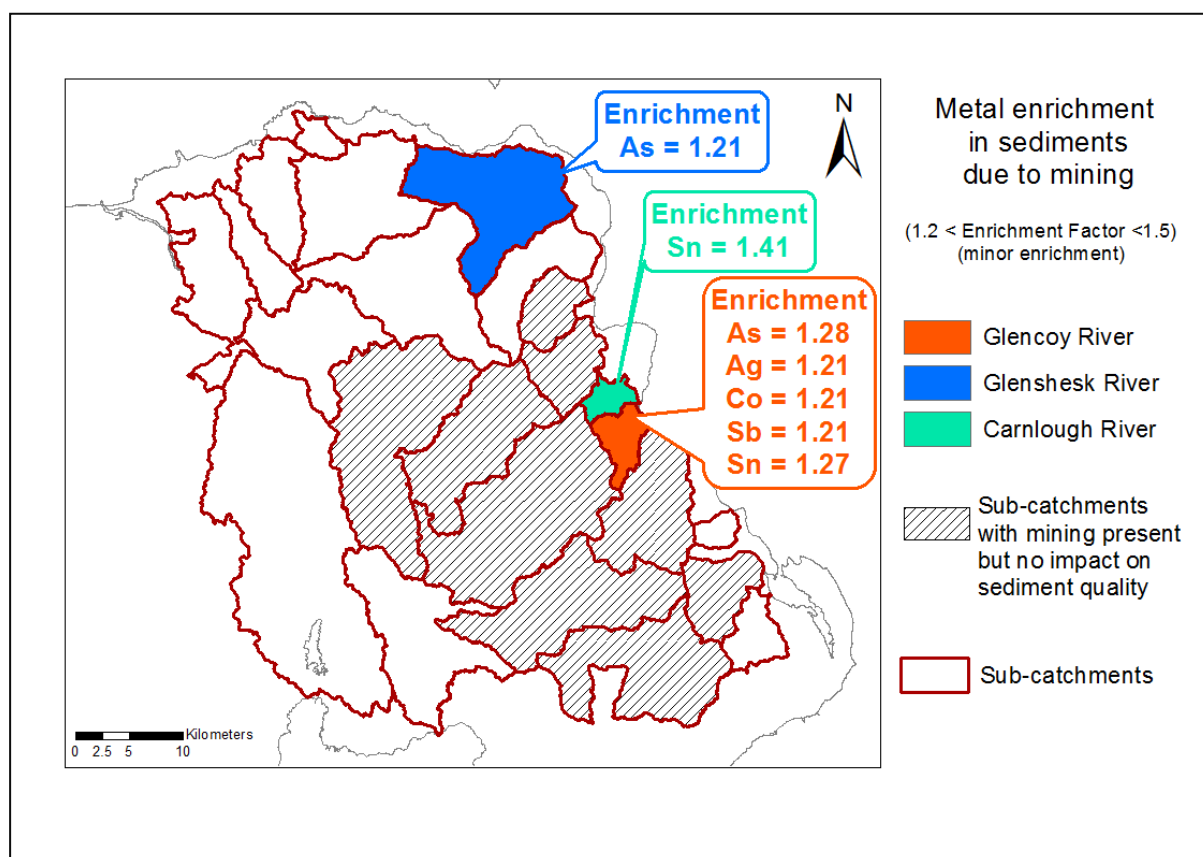 Enrichment
As = 1.21
N
Enrichment
Sn = 1.41
Enrichment
As = 1.28
Ag = 1.21
Co = 1.21
Sb = 1.21
Sn = 1.27
Kilometers
0 2.5 5 10
Metal enrichment
in sediments
due to mining
(1.2 < Enrichment Factor <1.5)
(minor enrichment)
Glencoy River
Glenshesk River
Carnlough River
Sub-catchments
with mining present
but no impact on
sediment quality
Sub-catchments